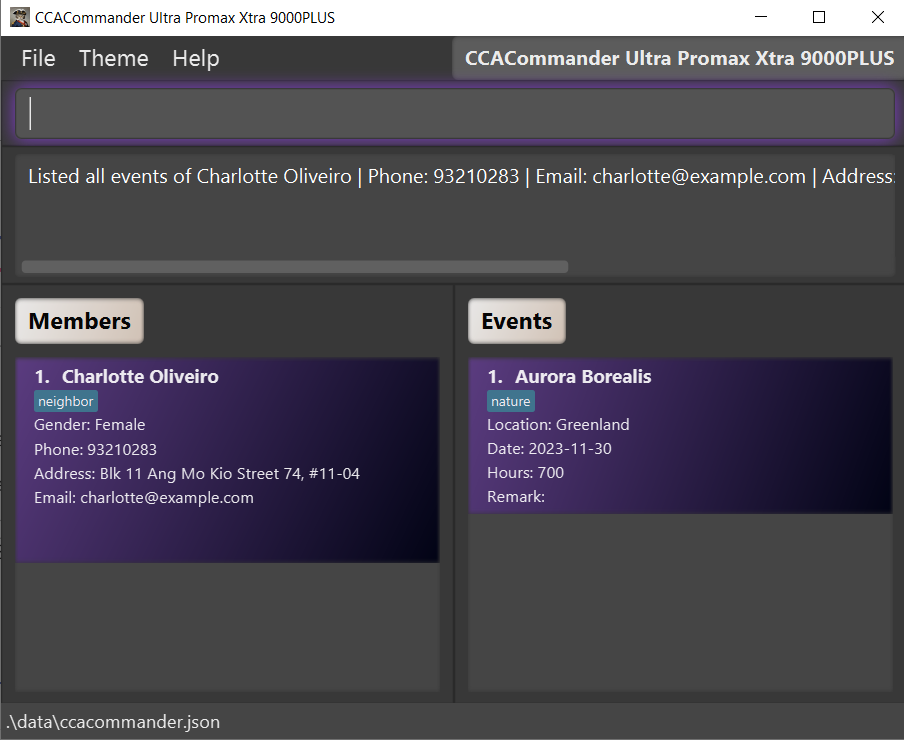 CCACommander Ultra Promax Xtra 9000PLUS
File Theme Help
CCACommander Ultra Promax Xtra 9000PLUS
Listed all events of Charlotte Oliveiro | Phone: 93210283 | Email: charlotte@example.com | Address:
Members
1. Charlotte Oliveiro
neighbor
Gender: Female
Phone: 93210283
Address: Blk 11 Ang Mo Kio Street 74, #11-04
Email: charlotte@example.com
Events
1. Aurora Borealis
nature
Location: Greenland
Date: 2023-11-30
Hours: 700
Remark:
.\data\ccacommander.json